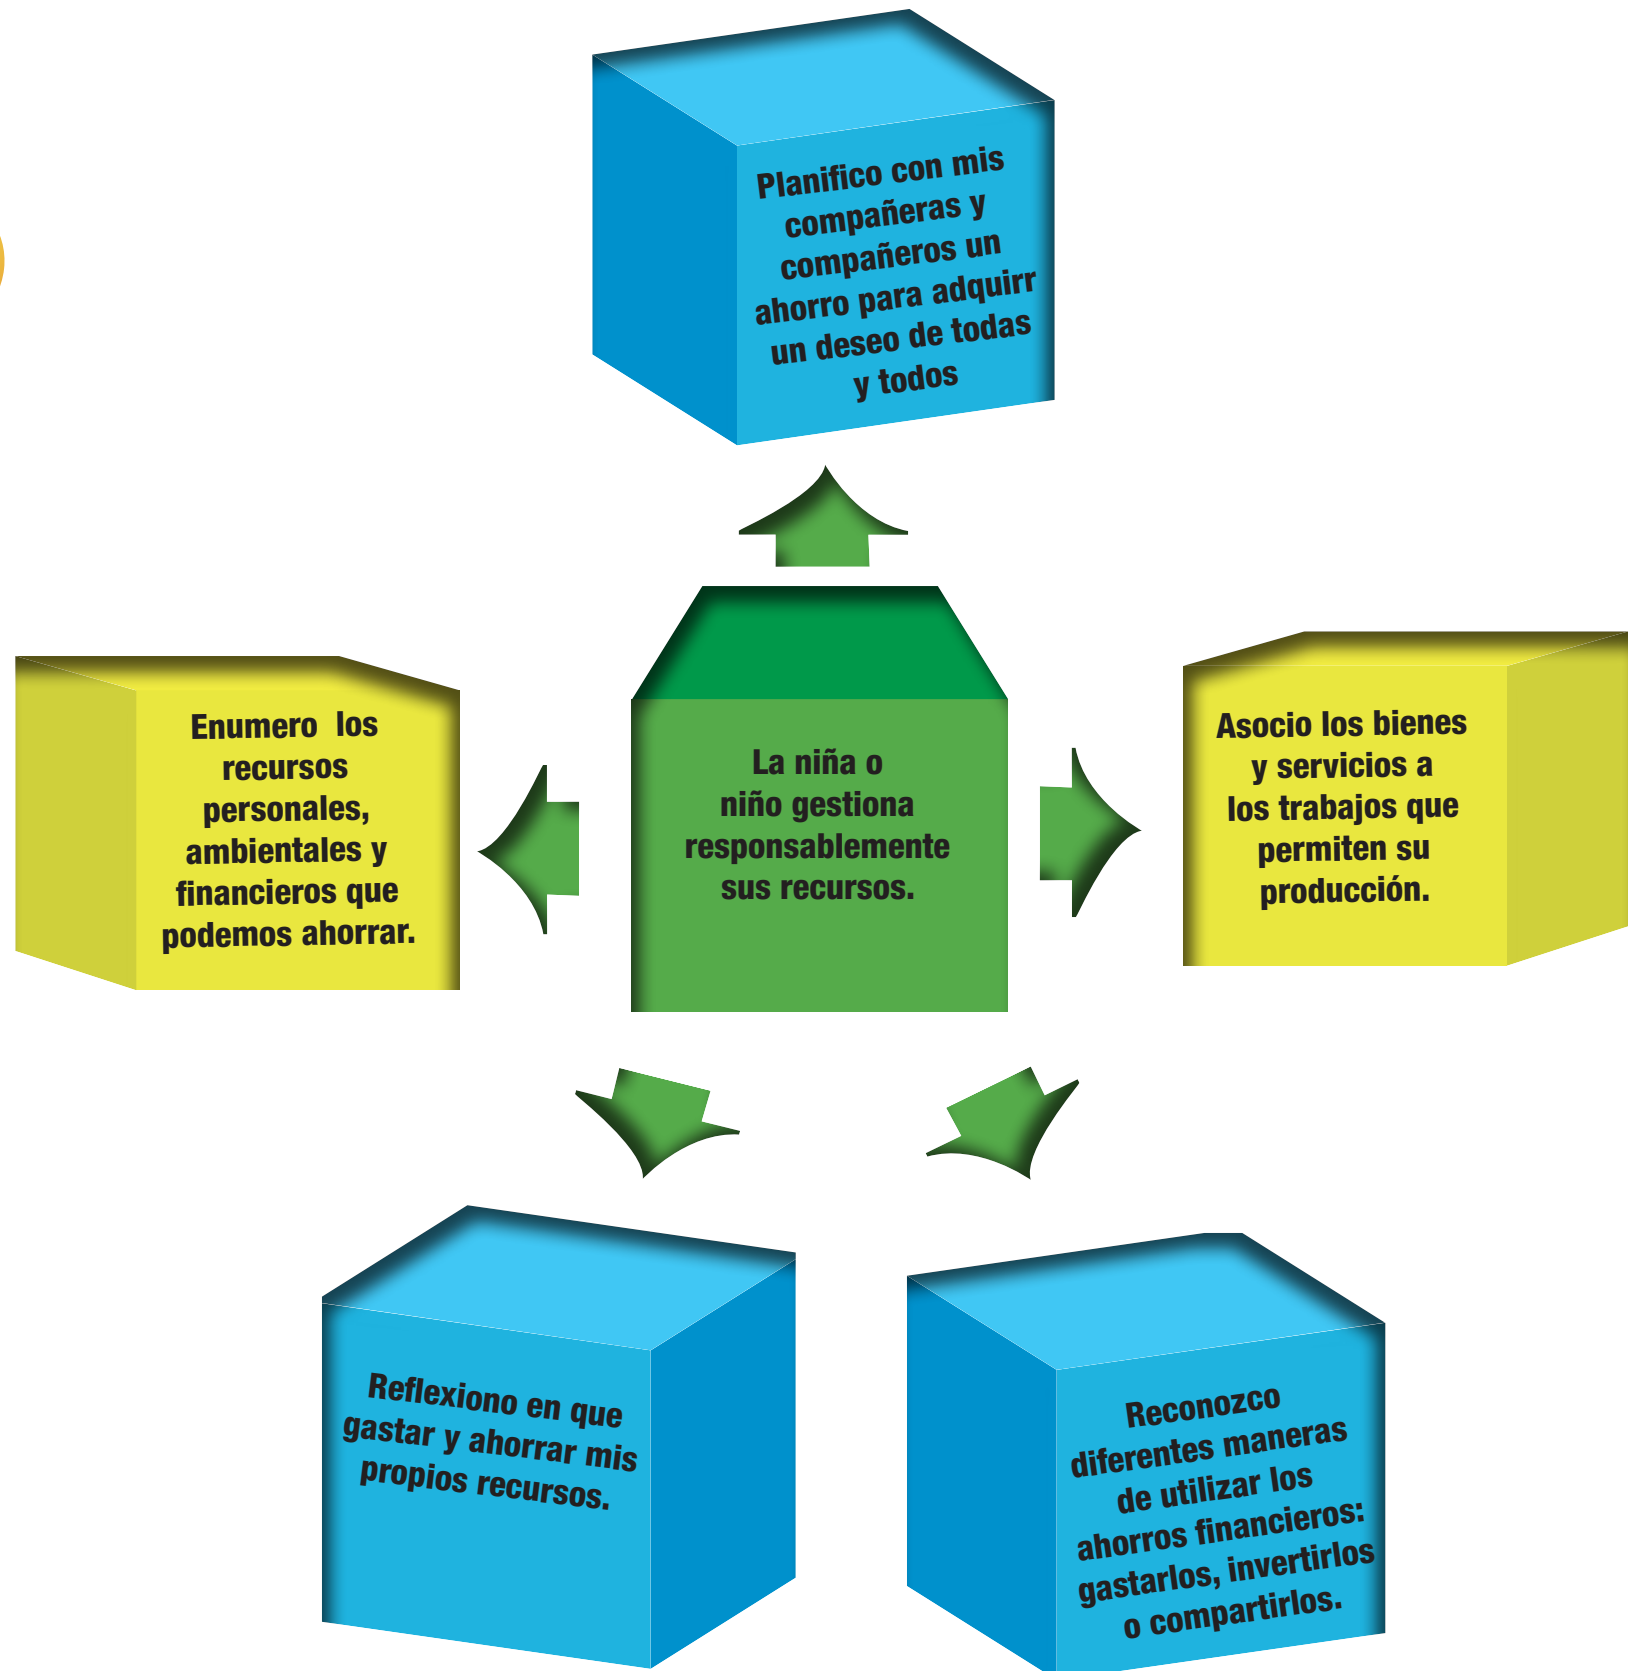 Planifico con mis
compañeras y
compañeros un
ahorro para adquirr
un deseo de todas
y todos
Enumero los
recursos
personales,
ambientales y
financieros que
podemos ahorrar.
La niña o
niño gestiona
responsablemente
sus recursos.
Asocio los bienes
y servicios a
los trabajos que
permiten su
producción.
Reflexiono en que
gastar y ahorrar mis
propios recursos.
Reconozco
diferentes maneras
de utilizar los
ahorros financieros:
gastarlos, invertirlos
o compartirlos.